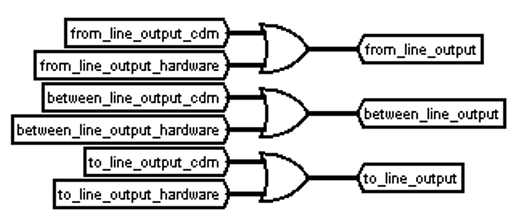 from_line_output_cdm
from_line_output_hardware
from_line_output
between_line_output_cdm
between_line_output_hardware
between_line_output
to_line_output_cdm
to_line_output_hardware
to_line_output